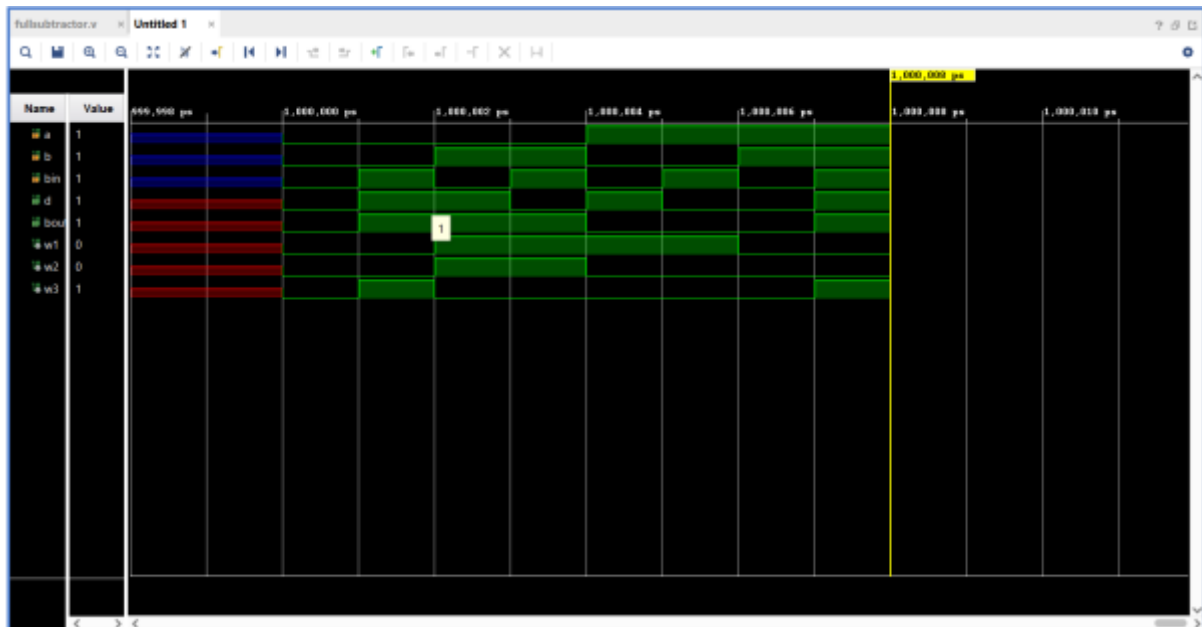 fullsubtractor.v × Untitled 1 ×
? 
1,000,008 ps
Name Value 999,998 ps 1,000,000 ps 1,000,002 ps 1,000,004 ps 1,000,006 ps 1,000,008 ps 1,000,010 ps
a 1
b 1
bin 1
d 1
bou 1
1
w1 0
w2 0
w3 1